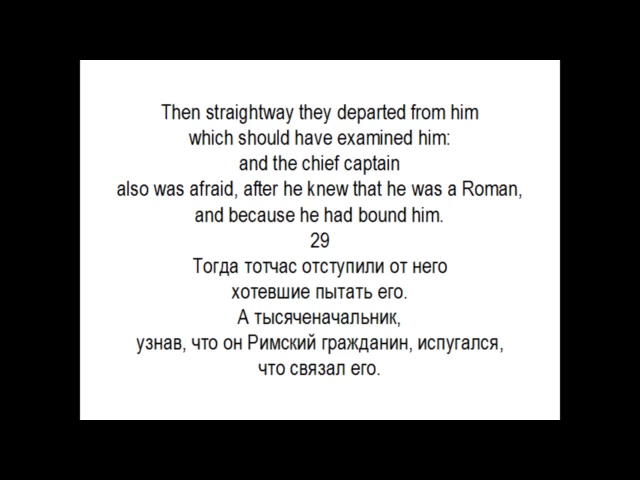 Then straightway they departed from him
which should have examined him:
and the chief captain
also was afraid, after he knew that he was a Roman,
and because he had bound him.
29
Тогда тотчас отступили от него
хотевшие пытать его.
А тысяченачальник,
узнав, что он Римский гражданин, испугался,
что связал его.